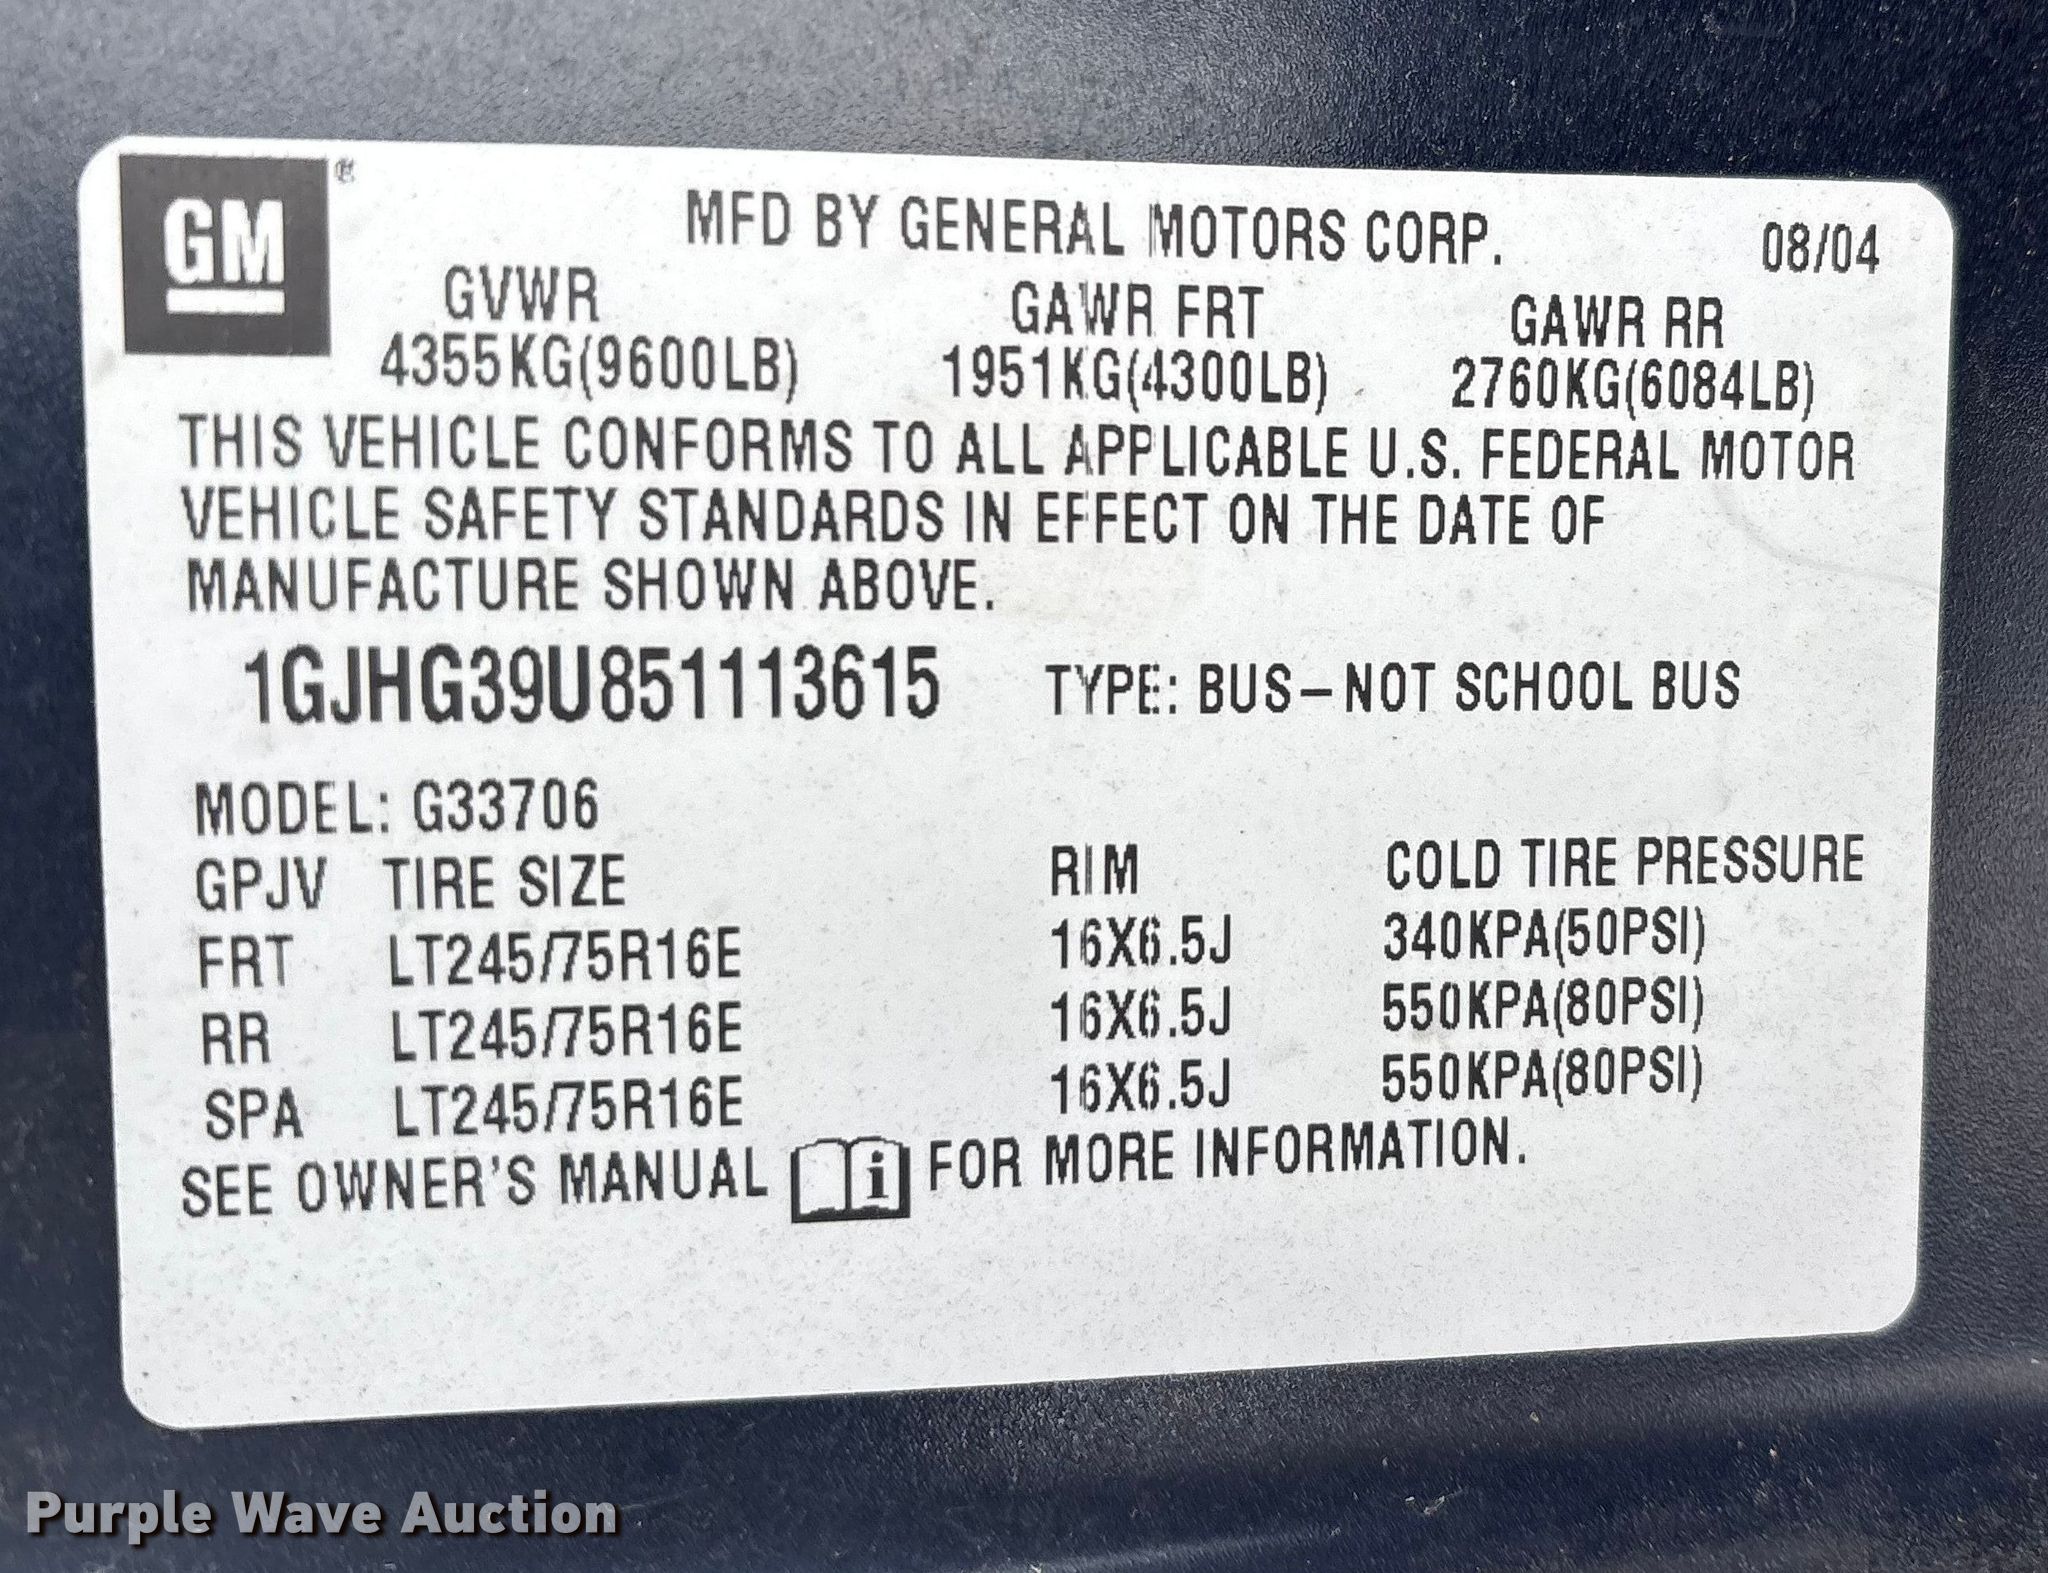 GM®
MFD BY GENERAL MOTORS CORP. 08/04
GVWR GAWR FRT GAWR RR
4355KG(9600LB) 1951KG(4300LB) 2760KG(6084LB)
THIS VEHICLE CONFORMS TO ALL APPLICABLE U.S. FEDERAL MOTOR
VEHICLE SAFETY STANDARDS IN EFFECT ON THE DATE OF
MANUFACTURE SHOWN ABOVE.
1GJHG39U851113615 TYPE: BUS–NOT SCHOOL BUS
MODEL: G33706
GPJV TIRE SIZE RIM COLD TIRE PRESSURE
FRT LT245/75R16E 16X6.5J 340KPA(50PSI)
RR LT245/75R16E 16X6.5J 550KPA(80PSI)
SPA LT245/75R16E 16X6.5J 550KPA(80PSI)
SEE OWNER'S MANUAL i FOR MORE INFORMATION.
Purple Wave Auction